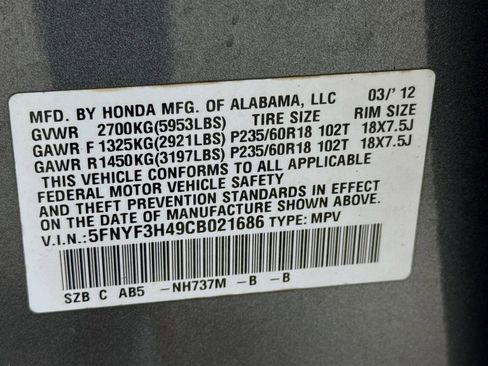 MFD. BY HONDA MFG. OF ALABAMA, LLC 03/'12
GVWR 2700KG(5953LBS) TIRE SIZE RIM SIZE
GAWR F 1325KG(2921LBS) P235/60R18 102T 18X7.5J
GAWR R1450KG(3197LBS) P235/60R18 102T 18X7.5J
THIS VEHICLE CONFORMS TO ALL APPLICABLE
FEDERAL MOTOR VEHICLE SAFETY
AND THEFT PREVENTION STANDARDS IN EFFECT ON THE
DATE OF MANUFACTURE SHOWN ABOVE.
V.I.N.: 5FNYF3H49CB021686 TYPE: MPV
SZB C AB5 -NH737M -B -B